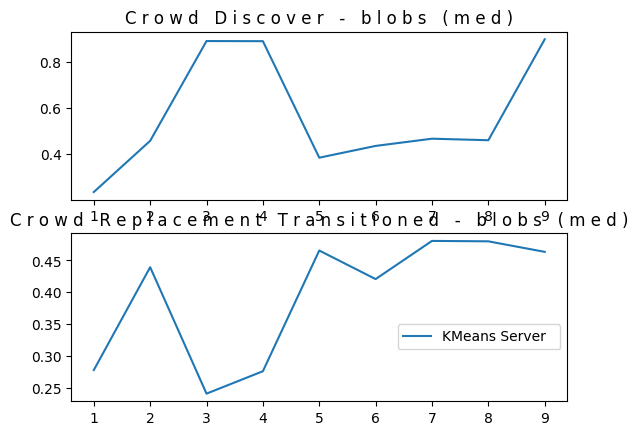 Crowd Discover - blobs (med)
0.8
0.6
0.4
1 2 3 4 5 6 7 8 9
Crowd Replacement Transitioned - blobs (med)
0.45
0.40
0.35
0.30
0.25
KMeans Server
1 2 3 4 5 6 7 8 9